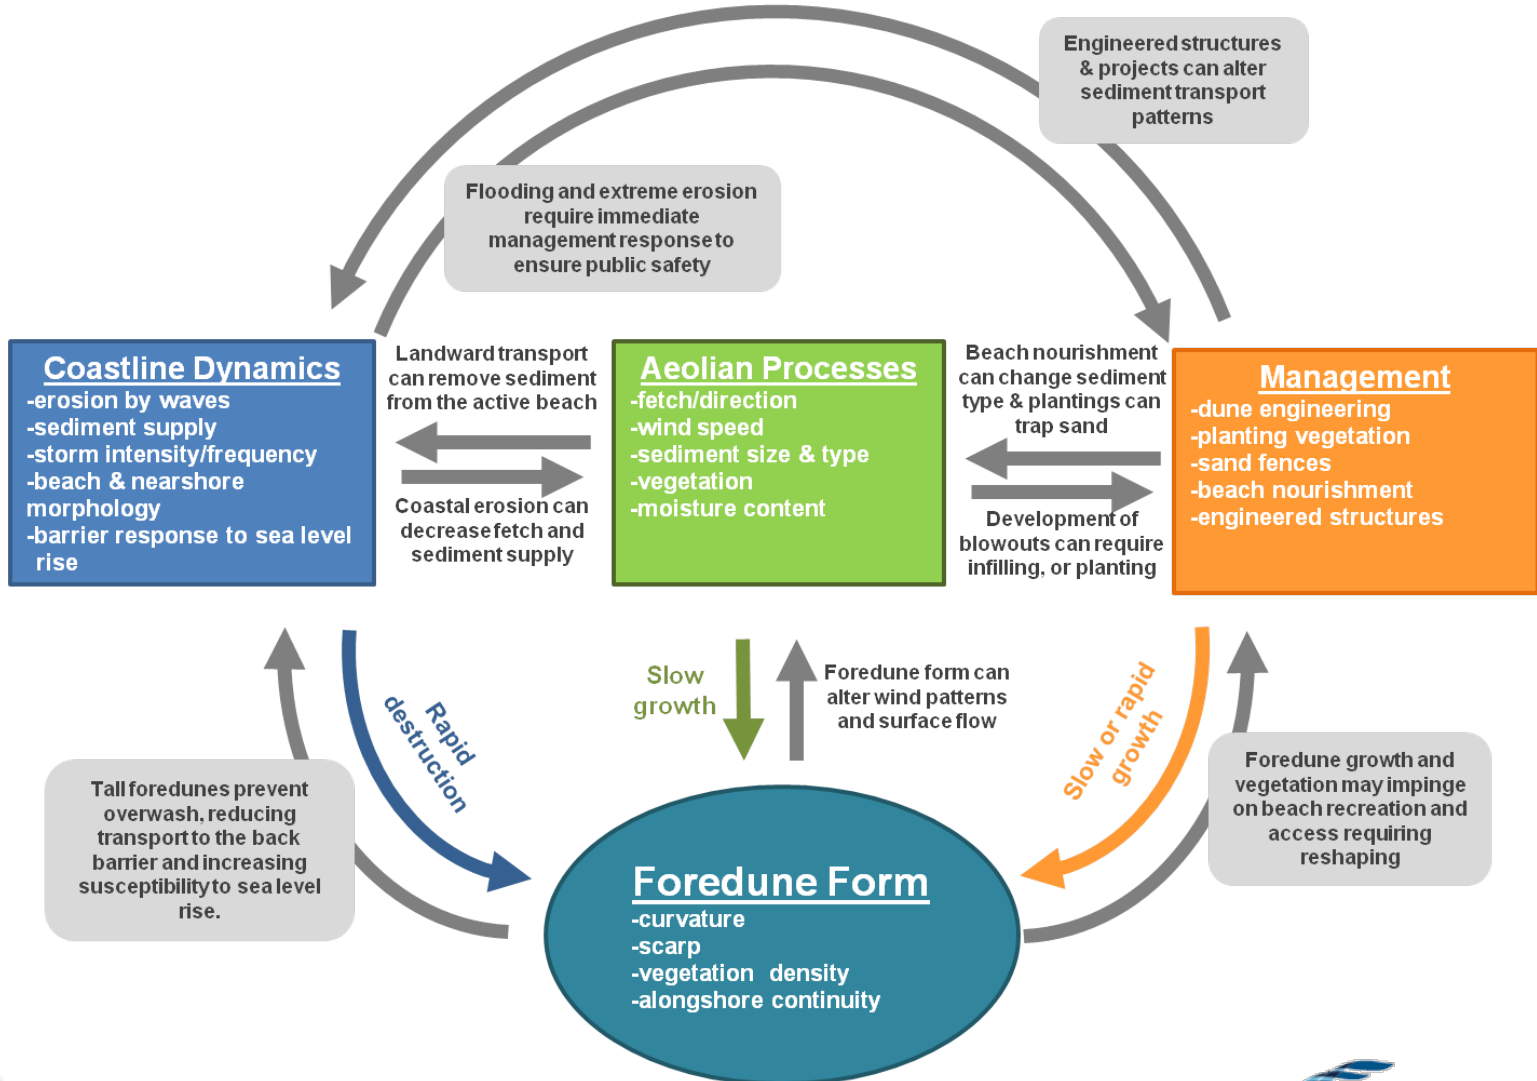 Engineered structures
& projects can alter
sediment transport
patterns
Flooding and extreme erosion
require immediate
management response to
ensure public safety
Coastline Dynamics
-erosion by waves
-sediment supply
-storm intensity/frequency
-beach & nearshore
morphology
-barrier response to sea level
rise
Landward transport
can remove sediment
from the active beach
Coastal erosion can
decrease fetch and
sediment supply
Aeolian Processes
-fetch/direction
-wind speed
-sediment size & type
-vegetation
-moisture content
Beach nourishment
can change sediment
type & plantings can
trap sand
Development of
blowouts can require
infilling, or planting
Management
-dune engineering
-planting vegetation
-sand fences
-beach nourishment
-engineered structures
Rapid
destruction
Slow
growth
Foredune form can
alter wind patterns
and surface flow
Slow or rapid
growth
Tall foredunes prevent
overwash, reducing
transport to the back
barrier and increasing
susceptibility to sea level
rise.
Foredune growth and
vegetation may impinge
on beach recreation and
access requiring
reshaping
Foredune Form
-curvature
-scarp
-vegetation density
-alongshore continuity